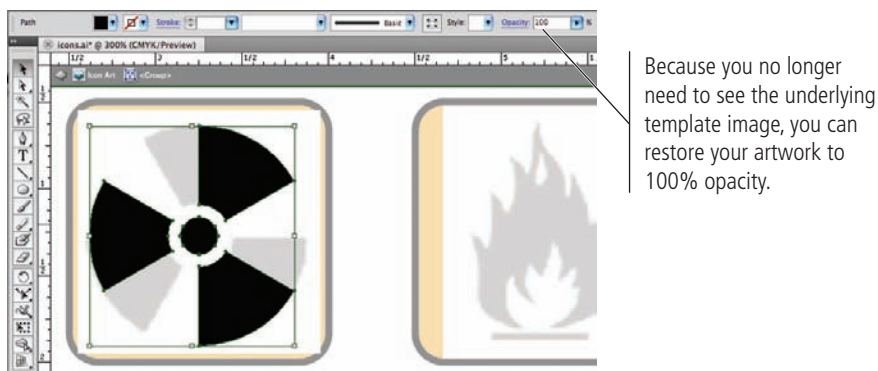 Path
Stroke:
Basic
Style:
Opacity: 100
%
icons.ai* @ 300% (CMYK/Preview)
1/2
3
1/2
4
1/2
5
1
Icon Art
<Group>
Because you no longer
need to see the underlying
template image, you can
restore your artwork to
100% opacity.